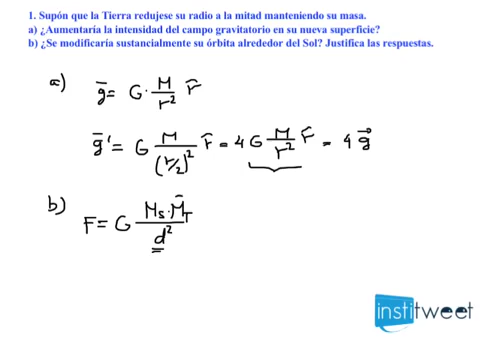 1. Supón que la Tierra redujese su radio a la mitad manteniendo su masa.
a) ¿Aumentaría la intensidad del campo gravitatorio en su nueva superficie?
b) ¿Se modificaría sustancialmente su órbita alrededor del Sol? Justifica las respuestas.
a) g⃗ = G · M/r² r̂
g⃗' = G M/(r/2)² r̂ = 4G M/r² r̂ = 4 g⃗
b) F = G Ms·MT/d²
institweet